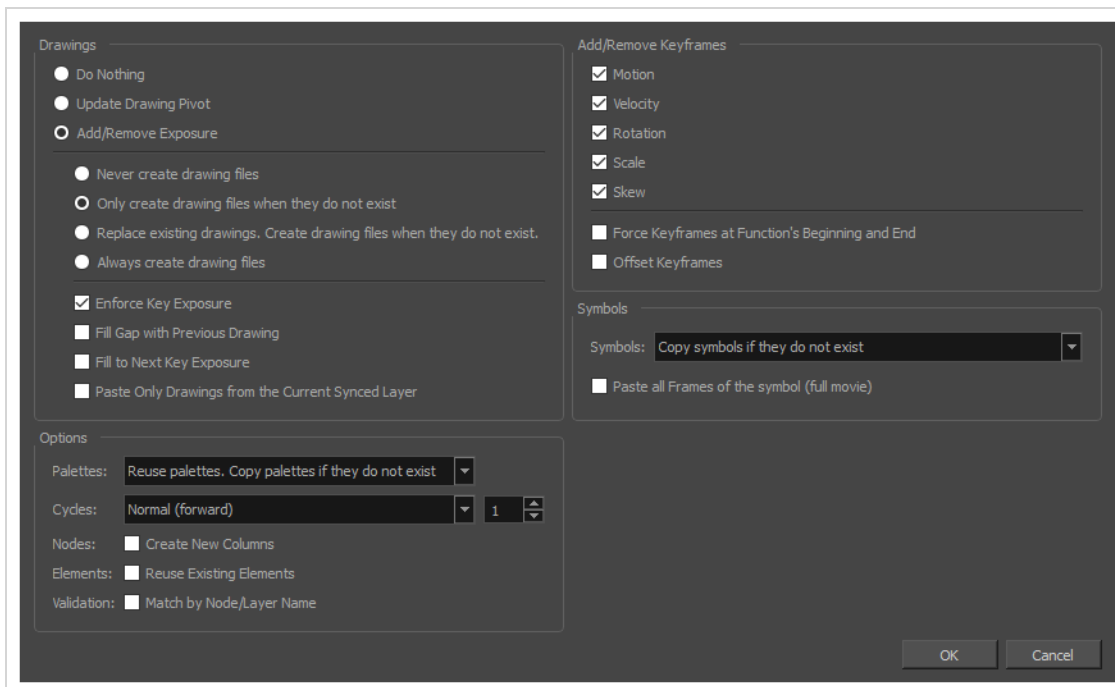 Drawings
Do Nothing
Update Drawing Pivot
Add/Remove Exposure
Never create drawing files
Only create drawing files when they do not exist
Replace existing drawings. Create drawing files when they do not exist.
Always create drawing files
Enforce Key Exposure
Fill Gap with Previous Drawing
Fill to Next Key Exposure
Paste Only Drawings from the Current Synced Layer
Add/Remove Keyframes
Motion
Velocity
Rotation
Scale
Skew
Force Keyframes at Function's Beginning and End
Offset Keyframes
Symbols
Symbols: Copy symbols if they do not exist
Paste all Frames of the symbol (full movie)
Options
Palettes: Reuse palettes. Copy palettes if they do not exist
Cycles: Normal (forward) 1
Nodes: Create New Columns
Elements: Reuse Existing Elements
Validation: Match by Node/Layer Name
OK Cancel